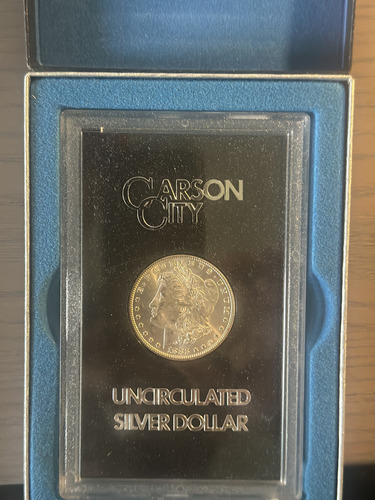 CARSON
CITY
UNCIRCULATED
SILVER DOLLAR